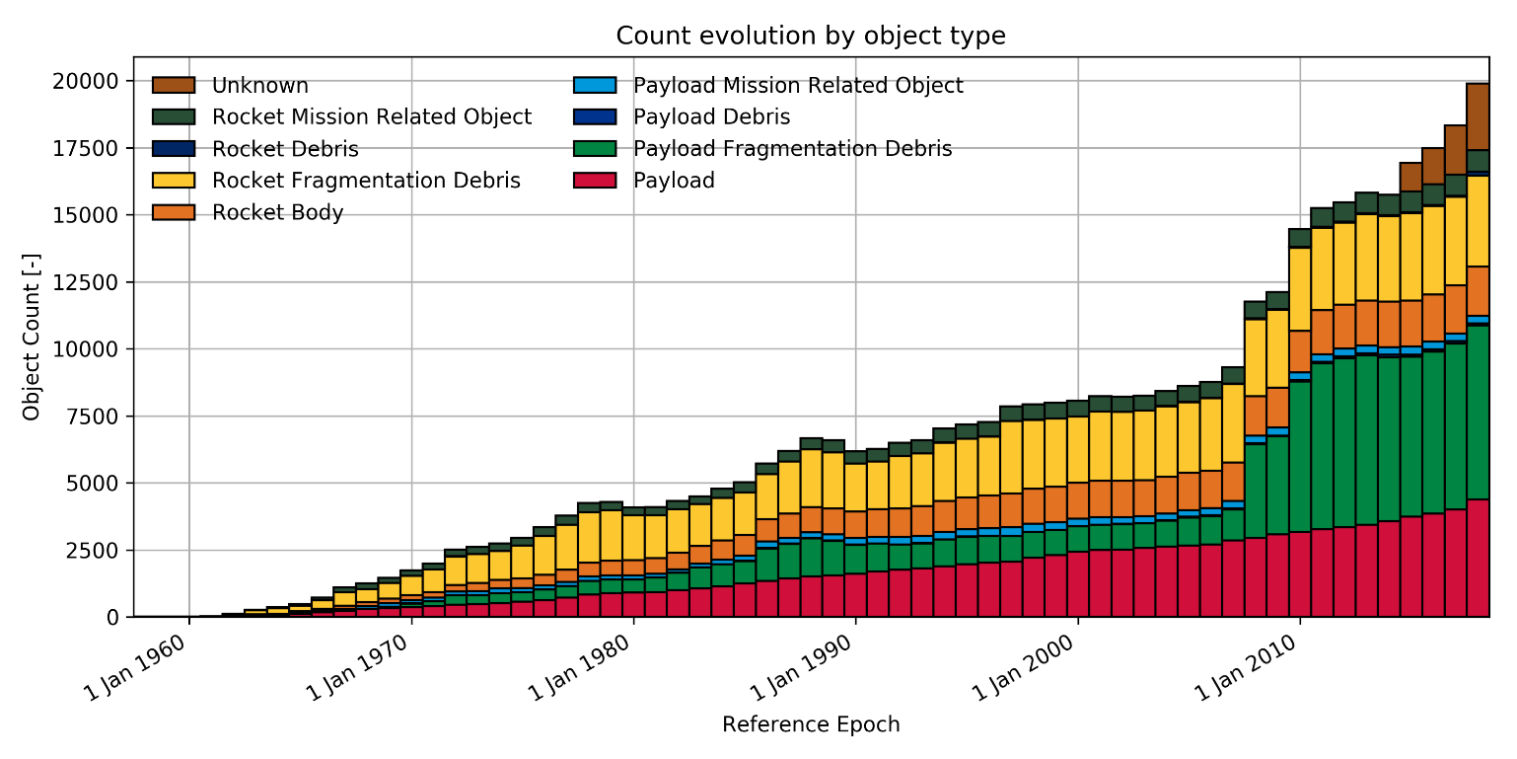 Count evolution by object type
20000
17500
15000
12500
10000
7500
5000
2500
0
Object Count [-]
Unknown
Rocket Mission Related Object
Rocket Debris
Rocket Fragmentation Debris
Rocket Body
Payload Mission Related Object
Payload Debris
Payload Fragmentation Debris
Payload
1 Jan 1960
1 Jan 1970
1 Jan 1980
1 Jan 1990
1 Jan 2000
1 Jan 2010
Reference Epoch